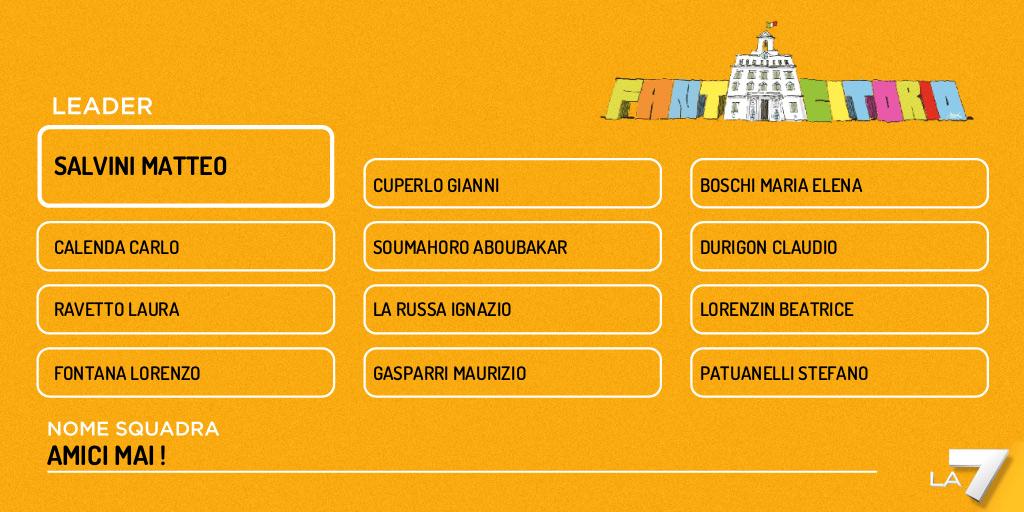 FANTACITORIO
LEADER
SALVINI MATTEO
CALENDA CARLO
RAVETTO LAURA
FONTANA LORENZO
CUPERLO GIANNI
SOUMAHORO ABOUBAKAR
LA RUSSA IGNAZIO
GASPARRI MAURIZIO
BOSCHI MARIA ELENA
DURIGON CLAUDIO
LORENZIN BEATRICE
PATUANELLI STEFANO
NOME SQUADRA
AMICI MAI !
LA7